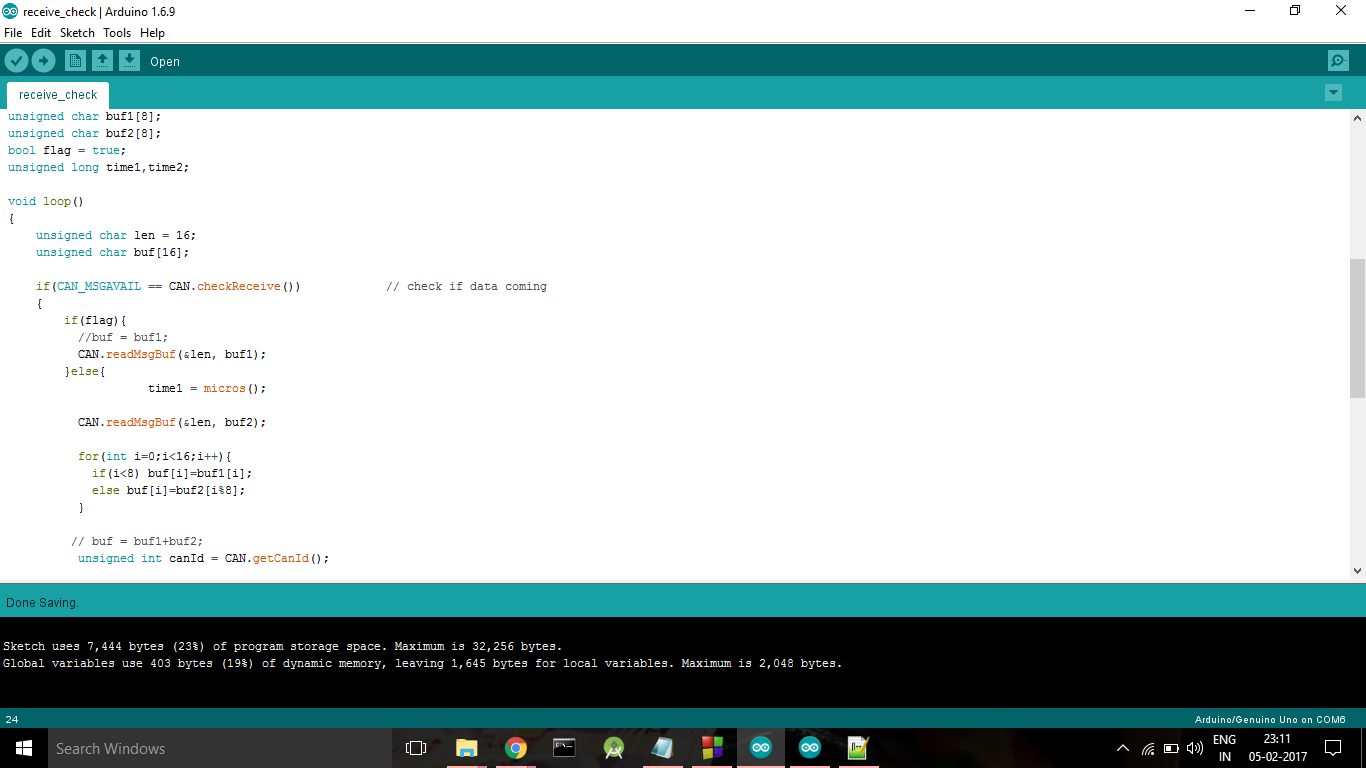 receive_check | Arduino 1.6.9
File Edit Sketch Tools Help
Open
receive_check
unsigned char buf1[8];
unsigned char buf2[8];
bool flag = true;
unsigned long time1,time2;
void loop()
{
unsigned char len = 16;
unsigned char buf[16];
if(CAN_MSGAVAIL == CAN.checkReceive()) // check if data coming
{
if(flag){
//buf = buf1;
CAN.readMsgBuf(&len, buf1);
}else{
time1 = micros();
CAN.readMsgBuf(&len, buf2);
for(int i=0;i<16;i++){
if(i<8) buf[i]=buf1[i];
else buf[i]=buf2[i%8];
}
// buf = buf1+buf2;
unsigned int canId = CAN.getCanId();
Done Saving.
Sketch uses 7,444 bytes (23%) of program storage space. Maximum is 32,256 bytes.
Global variables use 403 bytes (19%) of dynamic memory, leaving 1,645 bytes for local variables. Maximum is 2,048 bytes.
24 Arduino/Genuino Uno on COM6
Search Windows
ENG 23:11
IN 05-02-2017